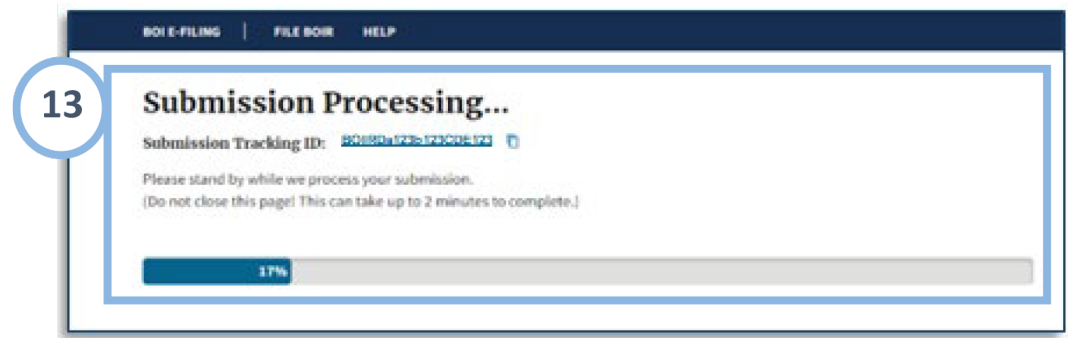 BOI E-FILING | FILE BOIR HELP
13
Submission Processing...
Submission Tracking ID:
Please stand by while we process your submission.
(Do not close this page! This can take up to 2 minutes to complete.)
17%